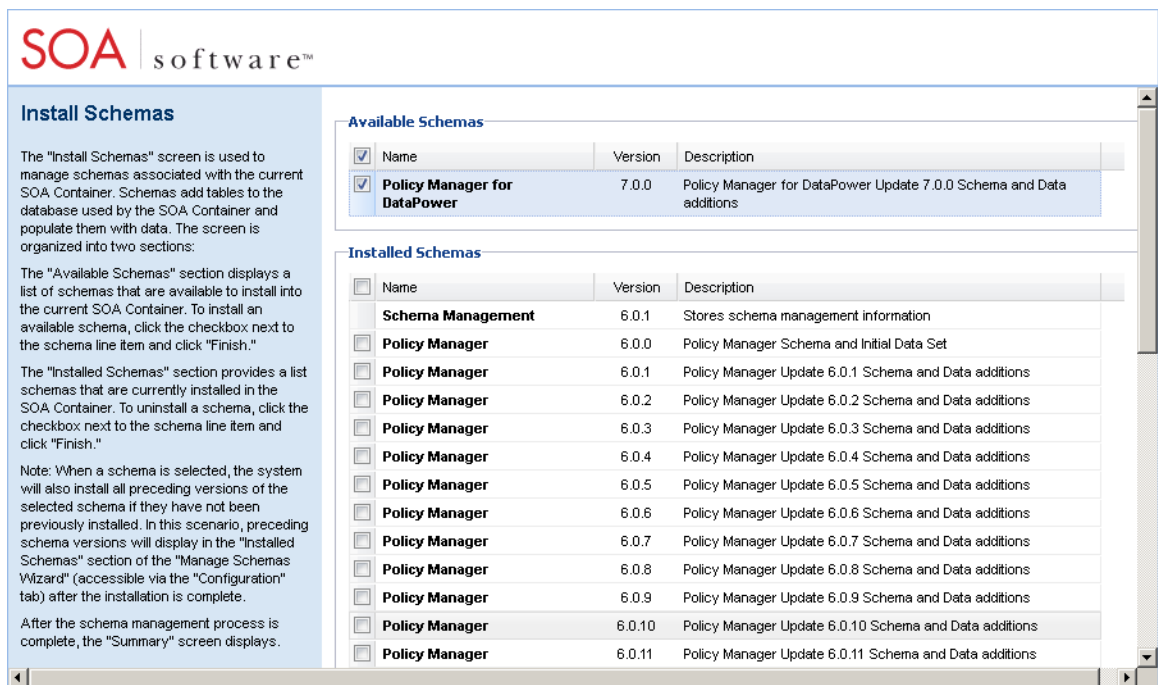 SOA software™
Install Schemas
The "Install Schemas" screen is used to
manage schemas associated with the current
SOA Container. Schemas add tables to the
database used by the SOA Container and
populate them with data. The screen is
organized into two sections:
The "Available Schemas" section displays a
list of schemas that are available to install into
the current SOA Container. To install an
available schema, click the checkbox next to
the schema line item and click "Finish."
The "Installed Schemas" section provides a list
schemas that are currently installed in the
SOA Container. To uninstall a schema, click the
checkbox next to the schema line item and
click "Finish."
Note: When a schema is selected, the system
will also install all preceding versions of the
selected schema if they have not been
previously installed. In this scenario, preceding
schema versions will display in the "Installed
Schemas" section of the "Manage Schemas
Wizard" (accessible via the "Configuration"
tab) after the installation is complete.
After the schema management process is
complete, the "Summary" screen displays.
Available Schemas
Name Version Description
Policy Manager for 7.0.0 Policy Manager for DataPower Update 7.0.0 Schema and Data
DataPower additions
Installed Schemas
Name Version Description
Schema Management 6.0.1 Stores schema management information
Policy Manager 6.0.0 Policy Manager Schema and Initial Data Set
Policy Manager 6.0.1 Policy Manager Update 6.0.1 Schema and Data additions
Policy Manager 6.0.2 Policy Manager Update 6.0.2 Schema and Data additions
Policy Manager 6.0.3 Policy Manager Update 6.0.3 Schema and Data additions
Policy Manager 6.0.4 Policy Manager Update 6.0.4 Schema and Data additions
Policy Manager 6.0.5 Policy Manager Update 6.0.5 Schema and Data additions
Policy Manager 6.0.6 Policy Manager Update 6.0.6 Schema and Data additions
Policy Manager 6.0.7 Policy Manager Update 6.0.7 Schema and Data additions
Policy Manager 6.0.8 Policy Manager Update 6.0.8 Schema and Data additions
Policy Manager 6.0.9 Policy Manager Update 6.0.9 Schema and Data additions
Policy Manager 6.0.10 Policy Manager Update 6.0.10 Schema and Data additions
Policy Manager 6.0.11 Policy Manager Update 6.0.11 Schema and Data additions